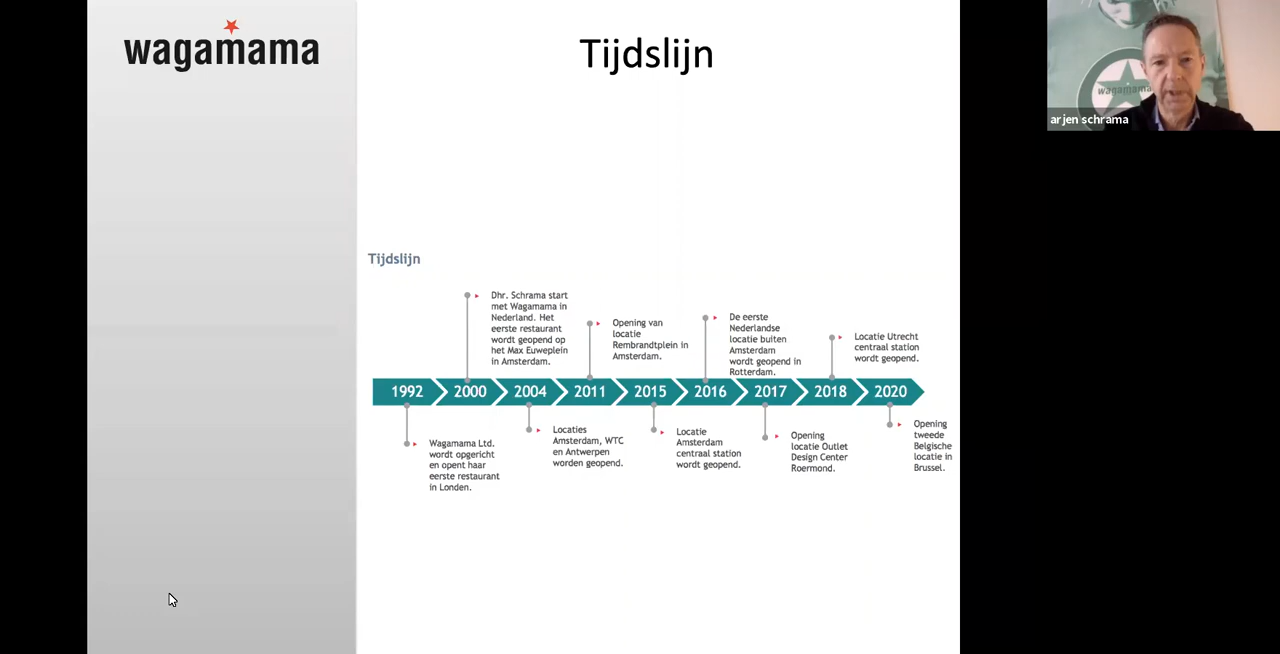 wagamama
Tijdslijn
wagamama
arjen schrama
Tijdslijn
Dhr. Schrama start
met Wagamama in
Nederland. Het
eerste restaurant
wordt geopend op
het Max Euweplein
in Amsterdam.
Opening van
locatie
Rembrandtplein in
Amsterdam.
De eerste
Nederlandse
locatie buiten
Amsterdam
wordt geopend in
Rotterdam.
Locatie Utrecht
centraal station
wordt geopend.
1992 2000 2004 2011 2015 2016 2017 2018 2020
Wagamama Ltd.
wordt opgericht
en opent haar
eerste restaurant
in Londen.
Locaties
Amsterdam, WTC
en Antwerpen
worden geopend.
Locatie
Amsterdam
centraal station
wordt geopend.
Opening
locatie Outlet
Design Center
Roermond.
Opening
tweede
Belgische
locatie in
Brussel.